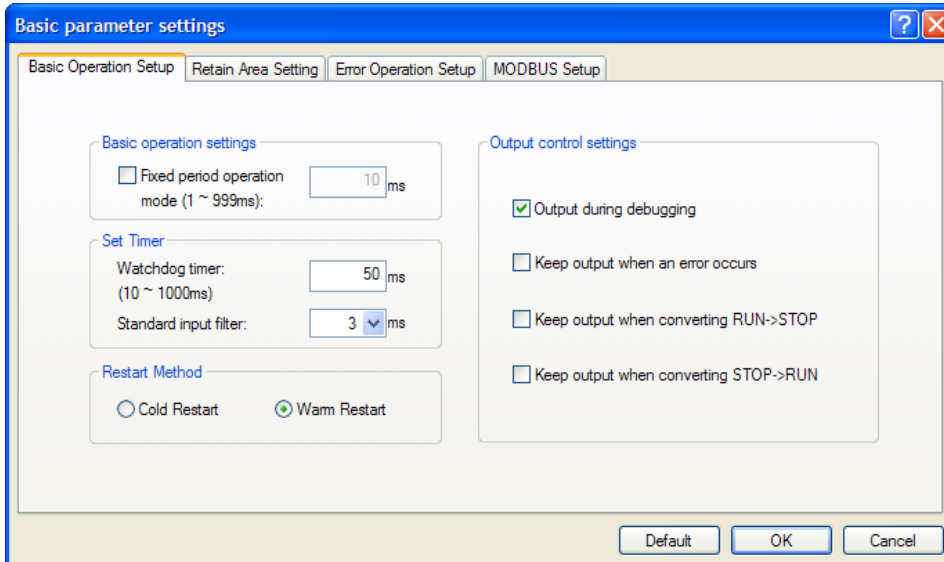 Basic parameter settings
Basic Operation Setup
Retain Area Setting
Error Operation Setup
MODBUS Setup
Basic operation settings
Fixed period operation
mode (1 ~ 999ms):
10 ms
Set Timer
Watchdog timer:
(10 ~ 1000ms)
50 ms
Standard input filter:
3 ms
Restart Method
Cold Restart
Warm Restart
Output control settings
Output during debugging
Keep output when an error occurs
Keep output when converting RUN->STOP
Keep output when converting STOP->RUN
Default
OK
Cancel